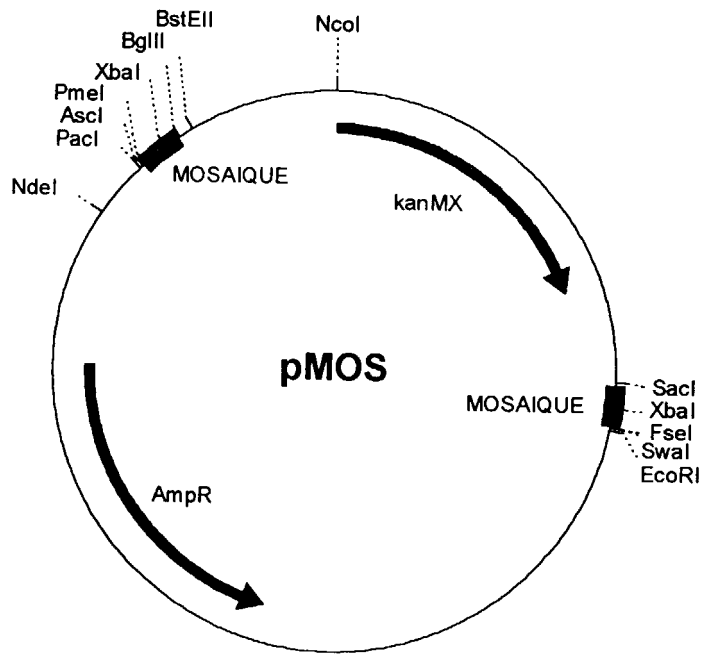 NcoI
BstEII
BglII
XbaI
PmeI
AscI
PacI
NdeI
MOSAIQUE
kanMX
pMOS
MOSAIQUE
SacI
XbaI
FseI
SwaI
EcoRI
AmpR